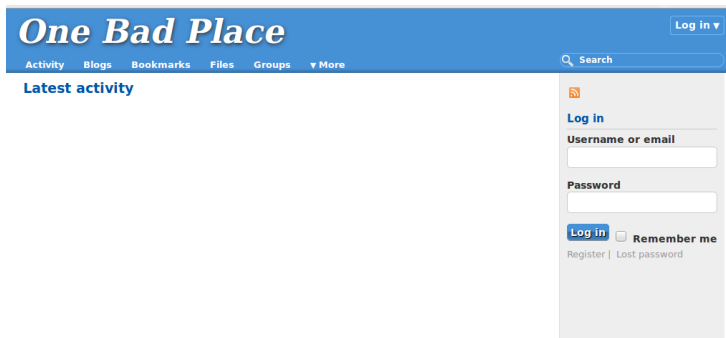 One Bad Place
Log in ▾
Activity Blogs Bookmarks Files Groups ▾ More
Search
Latest activity
Log in
Username or email
Password
Log in Remember me
Register | Lost password